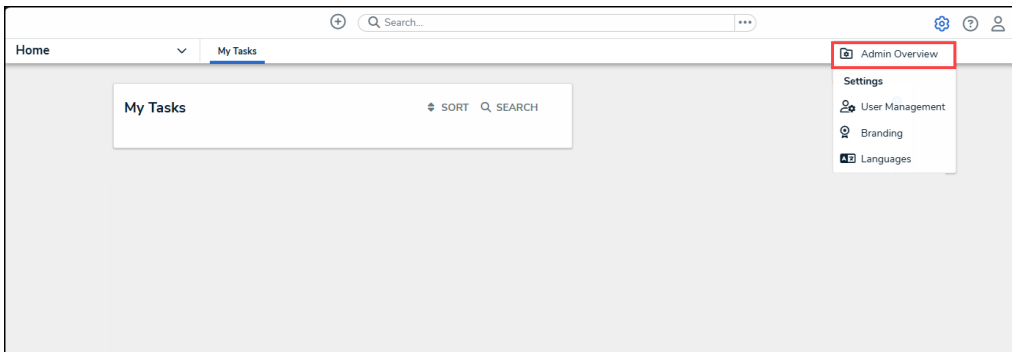 Search...
Home
My Tasks
Admin Overview
Settings
User Management
Branding
Languages
My Tasks
SORT
SEARCH